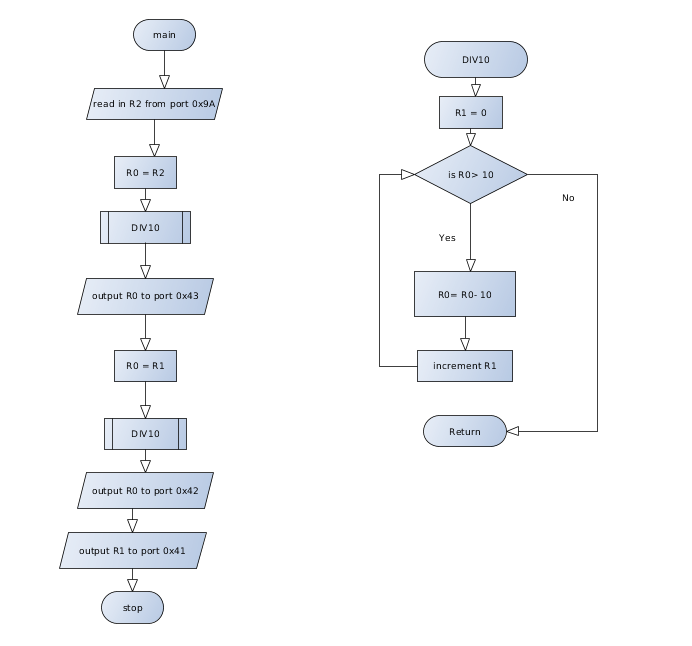 main
read in R2 from port 0x9A
R0 = R2
DIV10
output R0 to port 0x43
R0 = R1
DIV10
output R0 to port 0x42
output R1 to port 0x41
stop
DIV10
R1 = 0
is R0> 10
No
Yes
R0= R0- 10
increment R1
Return